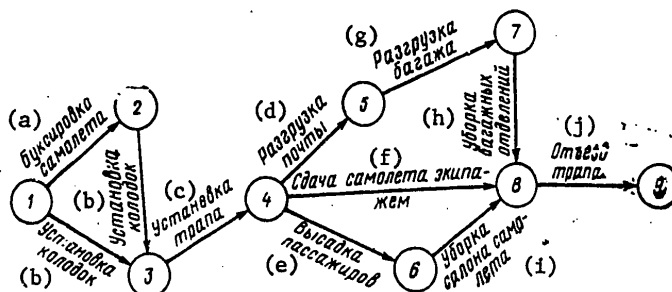 (g)
Разгрузка
багажа
7
(a)
Буксировка
самолета
2
(d)
Разгрузка
почты
5
(h)
Уборка
багажных
отделений
(j)
Отъезд
трапа
(b)
Установка
колодок
(c)
Установка
трапа
(f)
Сдача самолета экипа-
жем
1
4
8
9
Установка
колодок
(b)
3
Высадка
пассажиров
(e)
6
Уборка
салона само-
лета
(i)